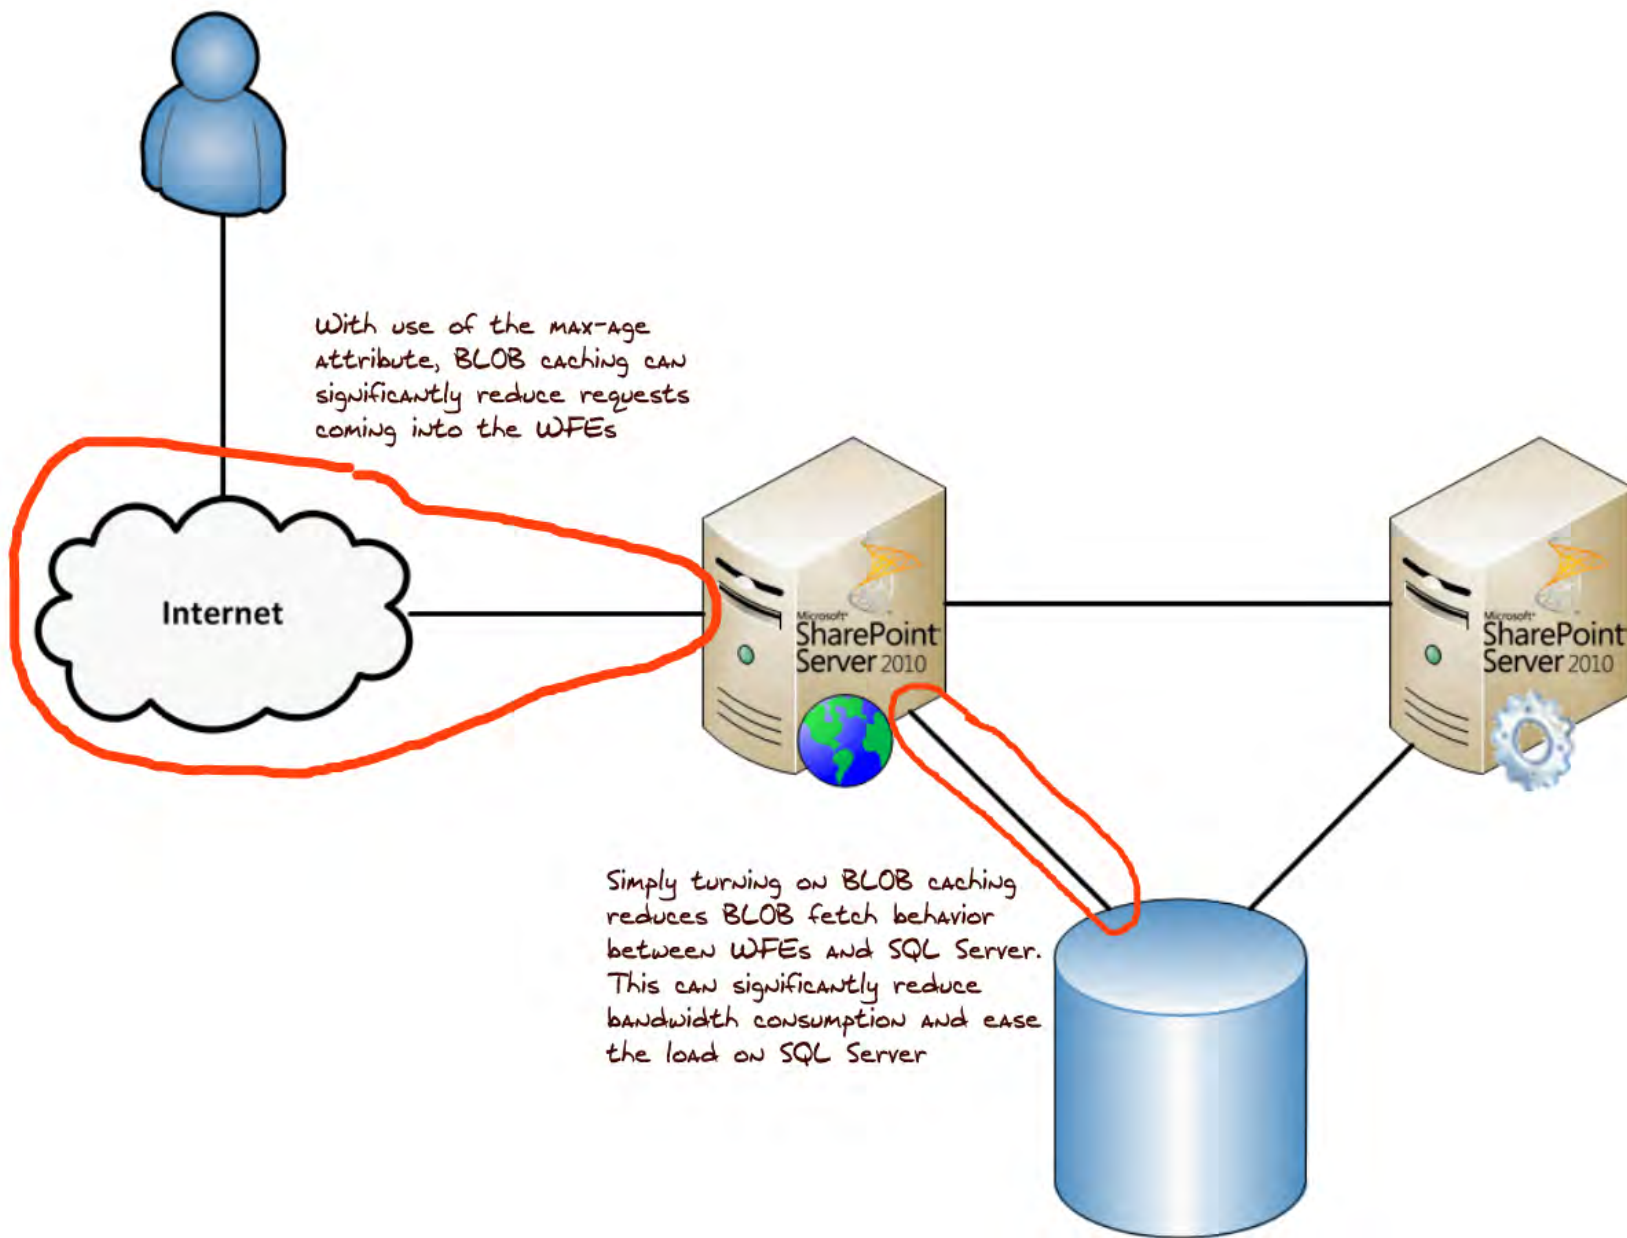 With use of the max-age
attribute, BLOB caching can
significantly reduce requests
coming into the WFEs
Internet
Microsoft
SharePoint
Server 2010
Microsoft
SharePoint
Server 2010
Simply turning on BLOB caching
reduces BLOB fetch behavior
between WFEs and SQL Server.
This can significantly reduce
bandwidth consumption and ease
the load on SQL Server